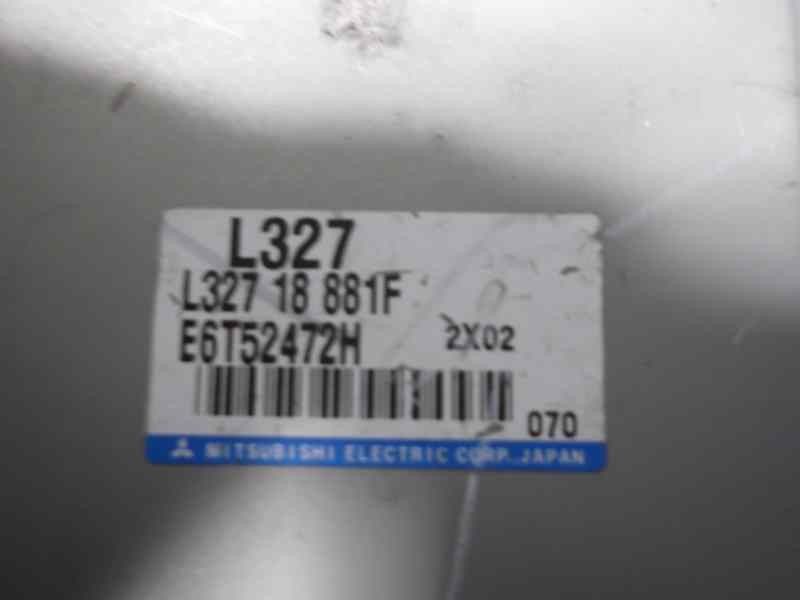 L327
L327 18 881F
E6T52472H 2X02
070
MITSUBISHI ELECTRIC CORP. JAPAN